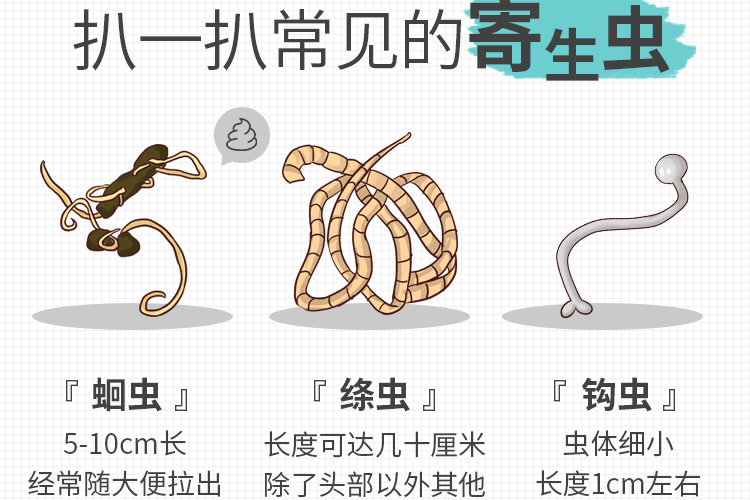 扒一扒常见的寄生虫
『 蛔虫 』
5-10cm长
经常随大便拉出
『 绦虫 』
长度可达几十厘米
除了头部以外其他
『 钩虫 』
虫体细小
长度1cm左右